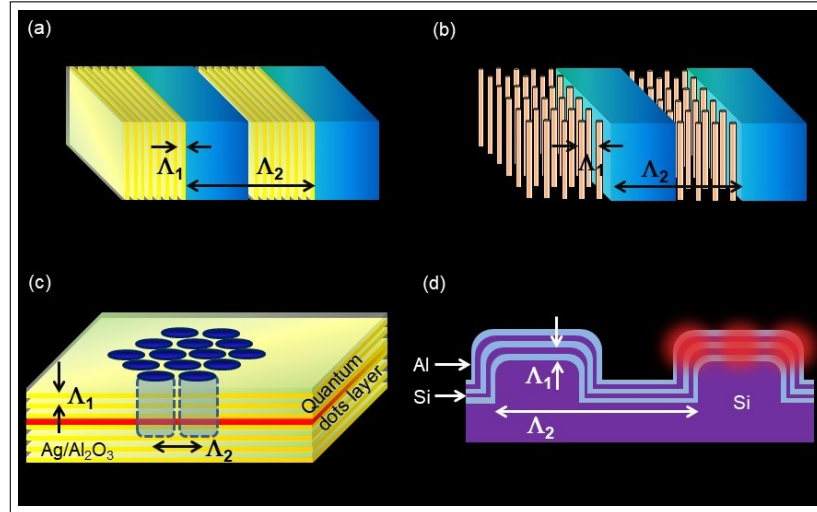 (a)
(b)
Λ1
Λ2
Λ1
Λ2
(c)
(d)
Λ1
Quantum
dots layer
Ag/Al2O3
Λ2
Al
Si
Λ1
Λ2
Si